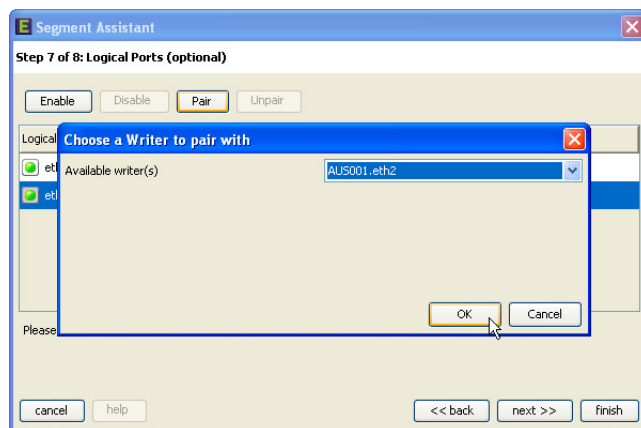 Segment Assistant
Step 7 of 8: Logical Ports (optional)
Enable Disable Pair Unpair
Logical
Choose a Writer to pair with
Available writer(s) AUS001.eth2
OK Cancel
Please
cancel help << back next >> finish